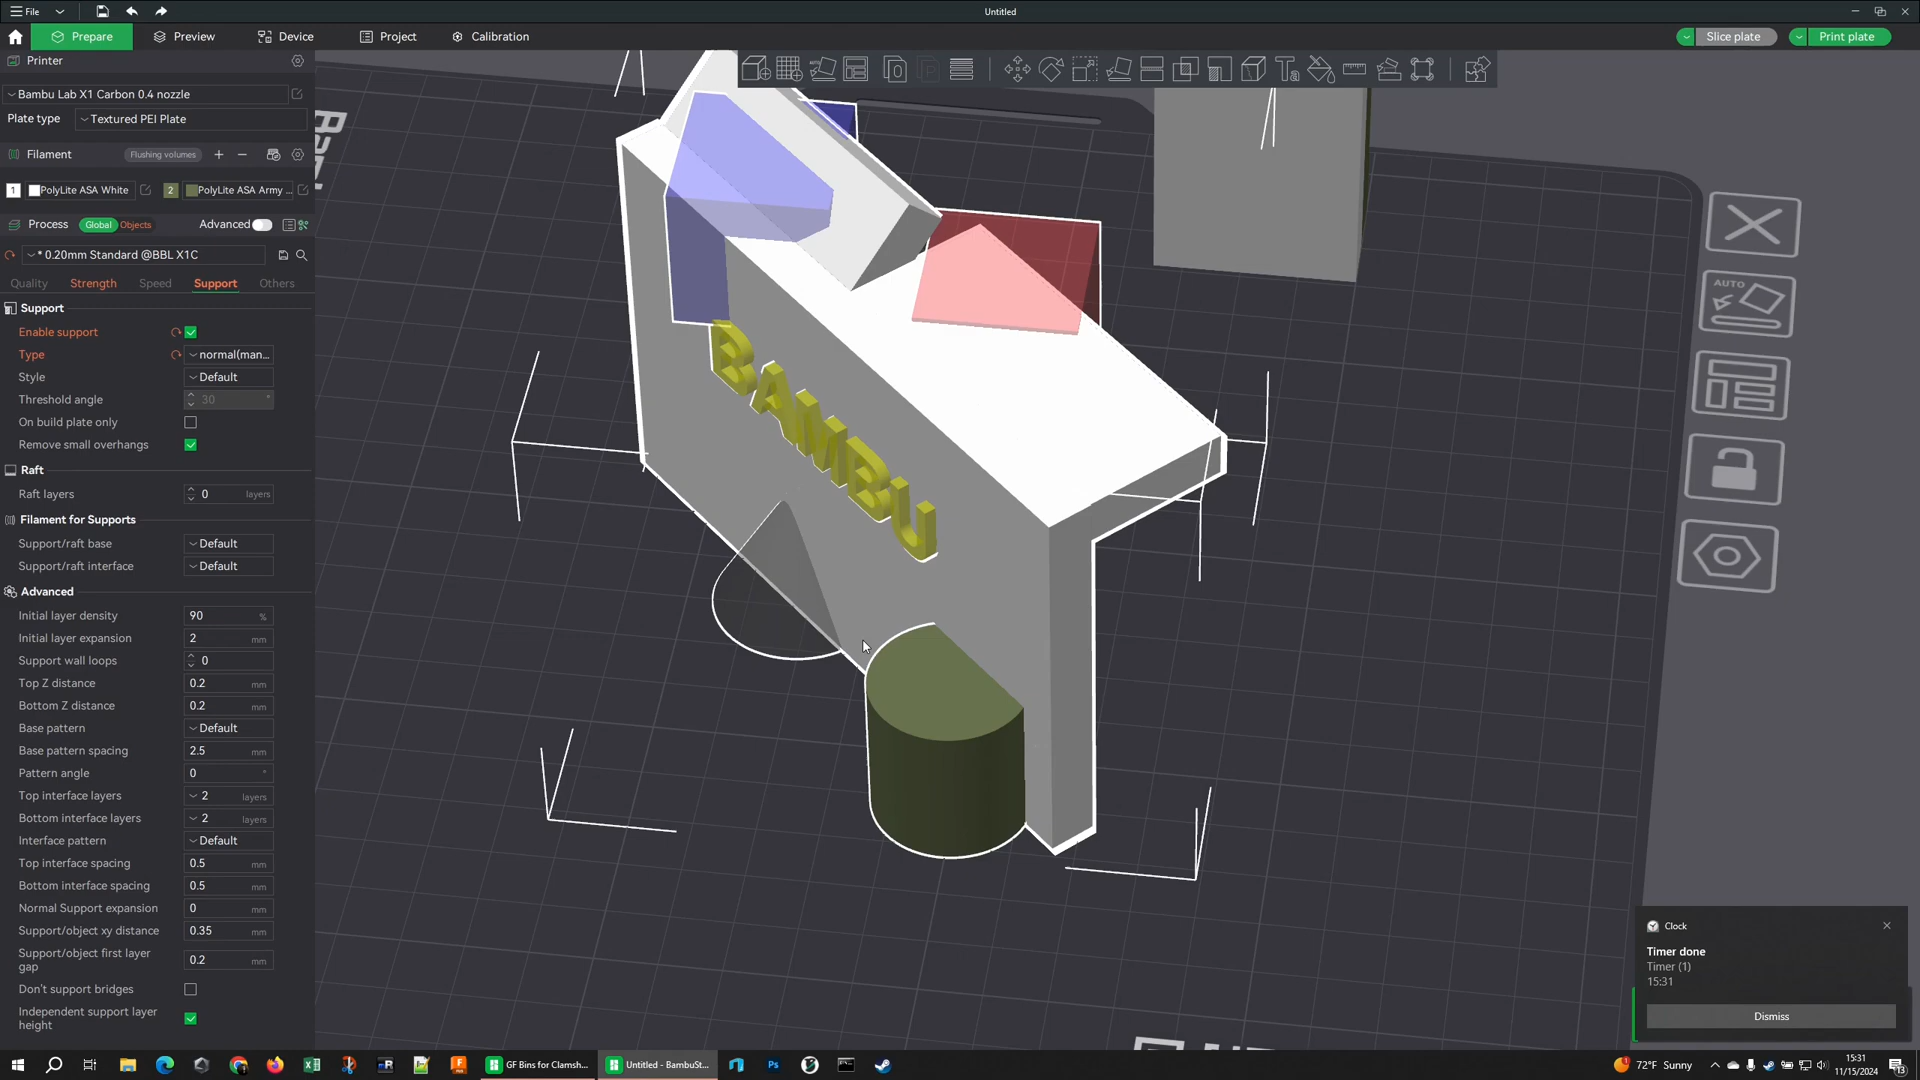 File
Untitled
Prepare
Preview
Device
Project
Calibration
Slice plate
Print plate
Printer
Bambu Lab X1 Carbon 0.4 nozzle
Plate type
Textured PEI Plate
Filament
Flushing volumes
1
PolyLite ASA White
2
PolyLite ASA Army ...
Process
Global
Objects
Advanced
* 0.20mm Standard @BBL X1C
Quality
Strength
Speed
Support
Others
Support
Enable support
Type
normal(man...
Style
Default
Threshold angle
30
°
On build plate only
Remove small overhangs
Raft
Raft layers
0
layers
Filament for Supports
Support/raft base
Default
Support/raft interface
Default
Advanced
Initial layer density
90
%
Initial layer expansion
2
mm
Support wall loops
0
Top Z distance
0.2
mm
Bottom Z distance
0.2
mm
Base pattern
Default
Base pattern spacing
2.5
mm
Pattern angle
0
°
Top interface layers
2
layers
Bottom interface layers
2
layers
Interface pattern
Default
Top interface spacing
0.5
mm
Bottom interface spacing
0.5
mm
Normal Support expansion
0
mm
Support/object xy distance
0.35
mm
Support/object first layer
gap
0.2
mm
Don't support bridges
Independent support layer
height
BAMBU
AUTO
Clock
Timer done
Timer (1)
15:31
Dismiss
GF Bins for Clamsh...
Untitled - BambuSt...
72°F Sunny
15:31
11/15/2024